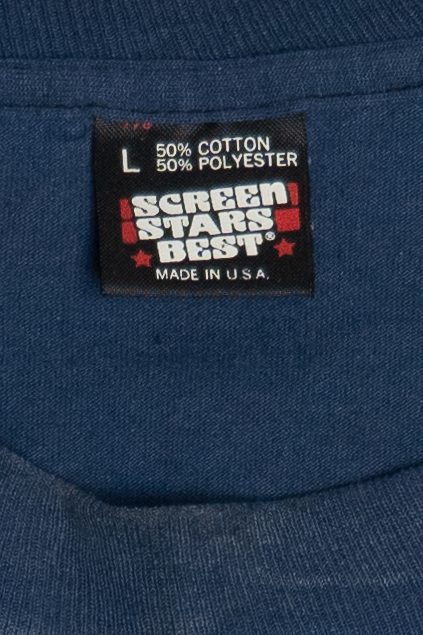 L 50% COTTON
50% POLYESTER
SCREEN
STARS
BEST®
MADE IN U.S.A.